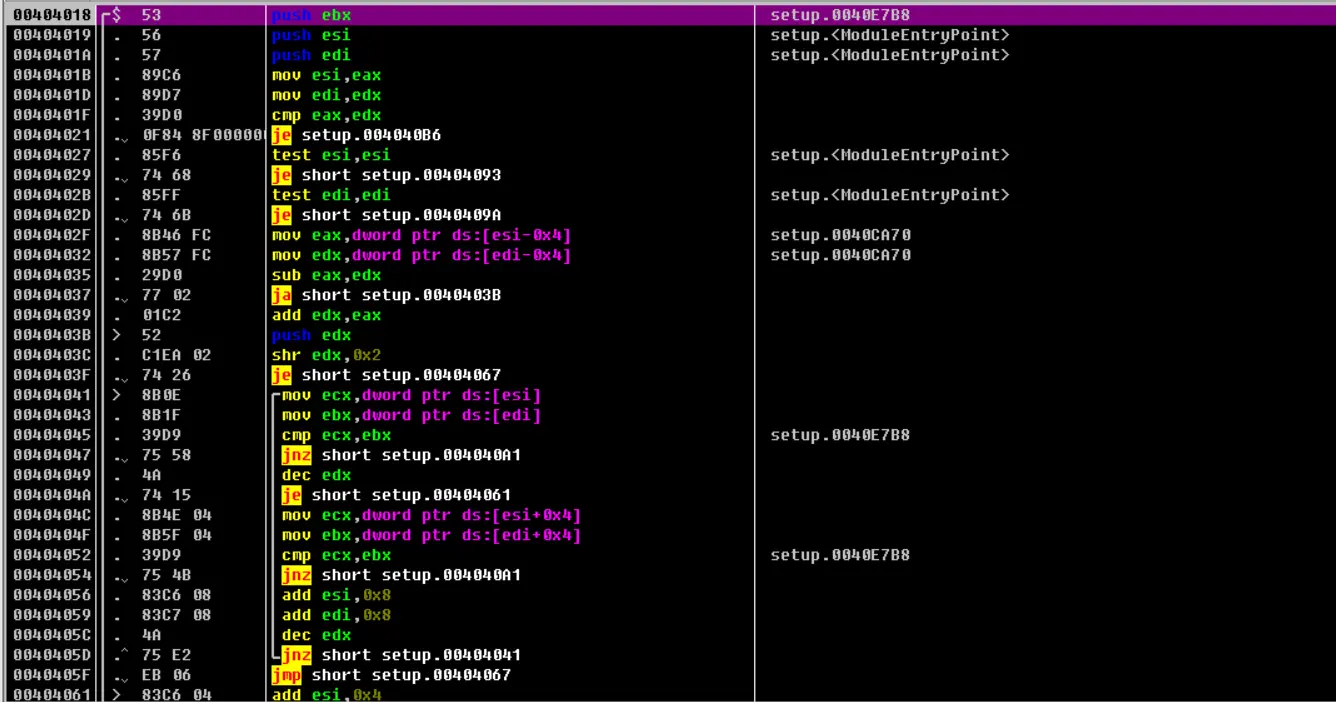 00404018 $ 53 push ebx setup.0040E7B8
00404019 . 56 push esi setup.<ModuleEntryPoint>
0040401A . 57 push edi setup.<ModuleEntryPoint>
0040401B . 89C6 mov esi,eax
0040401D . 89D7 mov edi,edx
0040401F . 39D0 cmp eax,edx
00404021 .ˬ 0F84 8F00000 je setup.004040B6
00404027 . 85F6 test esi,esi setup.<ModuleEntryPoint>
00404029 .ˬ 74 68 je short setup.00404093
0040402B . 85FF test edi,edi setup.<ModuleEntryPoint>
0040402D .ˬ 74 6B je short setup.0040409A
0040402F . 8B46 FC mov eax,dword ptr ds:[esi-0x4] setup.0040CA70
00404032 . 8B57 FC mov edx,dword ptr ds:[edi-0x4] setup.0040CA70
00404035 . 29D0 sub eax,edx
00404037 .ˬ 77 02 ja short setup.0040403B
00404039 . 01C2 add edx,eax
0040403B > 52 push edx
0040403C . C1EA 02 shr edx,0x2
0040403F .ˬ 74 26 je short setup.00404067
00404041 > 8B0E mov ecx,dword ptr ds:[esi]
00404043 . 8B1F mov ebx,dword ptr ds:[edi]
00404045 . 39D9 cmp ecx,ebx setup.0040E7B8
00404047 .ˬ 75 58 jnz short setup.004040A1
00404049 . 4A dec edx
0040404A .ˬ 74 15 je short setup.00404061
0040404C . 8B4E 04 mov ecx,dword ptr ds:[esi+0x4]
0040404F . 8B5F 04 mov ebx,dword ptr ds:[edi+0x4]
00404052 . 39D9 cmp ecx,ebx setup.0040E7B8
00404054 .ˬ 75 4B jnz short setup.004040A1
00404056 . 83C6 08 add esi,0x8
00404059 . 83C7 08 add edi,0x8
0040405C . 4A dec edx
0040405D .^ 75 E2 jnz short setup.00404041
0040405F .ˬ EB 06 jmp short setup.00404067
00404061 > 83C6 04 add esi,0x4